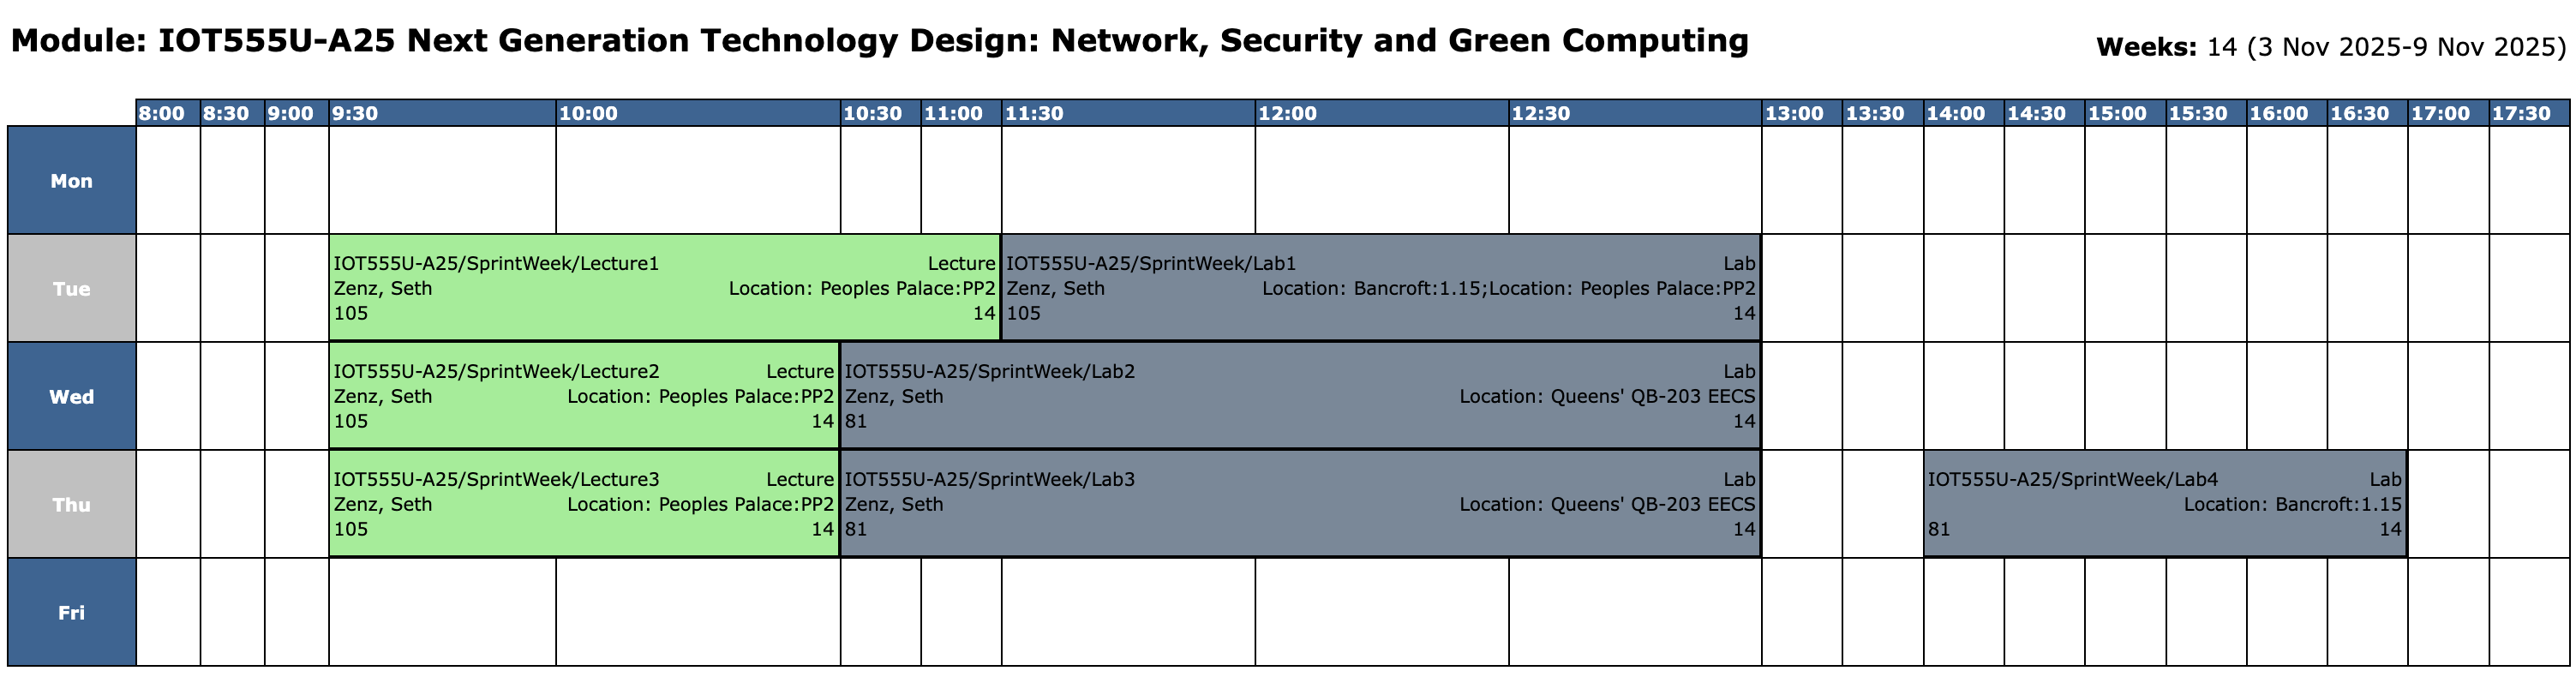 Module: IOT555U-A25 Next Generation Technology Design: Network, Security and Green Computing
Weeks: 14 (3 Nov 2025-9 Nov 2025)
8:00 8:30 9:00 9:30 10:00 10:30 11:00 11:30 12:00 12:30 13:00 13:30 14:00 14:30 15:00 15:30 16:00 16:30 17:00 17:30
Mon
Tue
IOT555U-A25/SprintWeek/Lecture1 Lecture
Zenz, Seth Location: Peoples Palace:PP2
105 14
IOT555U-A25/SprintWeek/Lab1 Lab
Zenz, Seth Location: Bancroft:1.15;Location: Peoples Palace:PP2
105 14
Wed
IOT555U-A25/SprintWeek/Lecture2 Lecture
Zenz, Seth Location: Peoples Palace:PP2
105 14
IOT555U-A25/SprintWeek/Lab2 Lab
Zenz, Seth Location: Queens' QB-203 EECS
81 14
Thu
IOT555U-A25/SprintWeek/Lecture3 Lecture
Zenz, Seth Location: Peoples Palace:PP2
105 14
IOT555U-A25/SprintWeek/Lab3 Lab
Zenz, Seth Location: Queens' QB-203 EECS
81 14
IOT555U-A25/SprintWeek/Lab4 Lab
Location: Bancroft:1.15
81 14
Fri